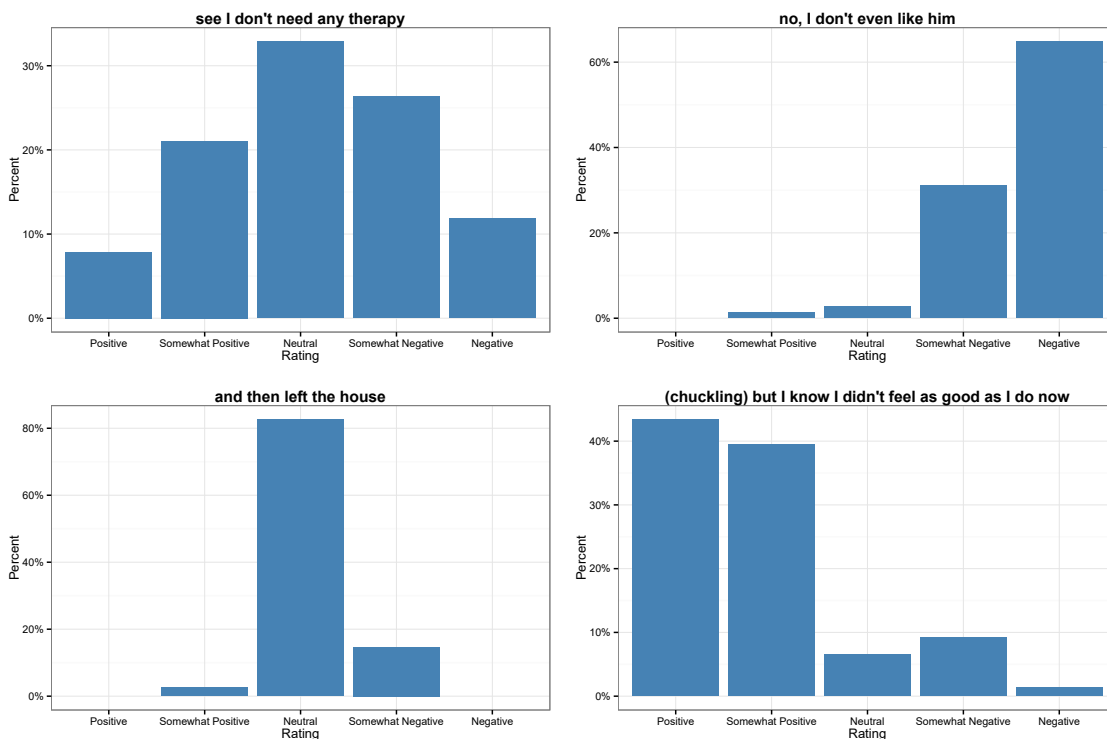 see I don't need any therapy
Percent
30%
20%
10%
0%
Positive Somewhat Positive Neutral Somewhat Negative Negative
Rating
no, I don't even like him
Percent
60%
40%
20%
0%
Positive Somewhat Positive Neutral Somewhat Negative Negative
Rating
and then left the house
Percent
80%
60%
40%
20%
0%
Positive Somewhat Positive Neutral Somewhat Negative Negative
Rating
(chuckling) but I know I didn't feel as good as I do now
Percent
40%
30%
20%
10%
0%
Positive Somewhat Positive Neutral Somewhat Negative Negative
Rating